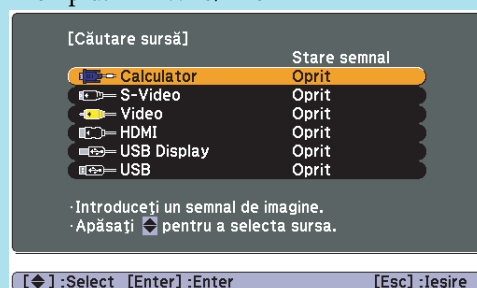 [Căutare sursă]
Stare semnal
Calculator Oprit
S-Video Oprit
Video Oprit
HDMI Oprit
USB Display Oprit
USB Oprit
·Introduceţi un semnal de imagine.
·Apăsaţi pentru a selecta sursa.
[ ] :Select [Enter] :Enter [Esc] :Iesire